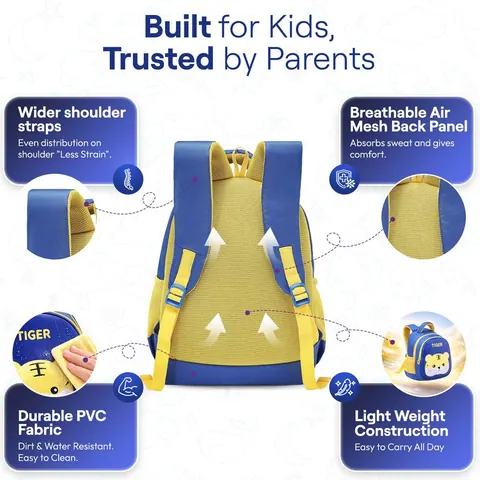 Built for Kids,
Trusted by Parents
Wider shoulder
straps
Even distribution on
shoulder "Less Strain".
Breathable Air
Mesh Back Panel
Absorbs sweat and gives
comfort.
TIGER
Durable PVC
Fabric
Dirt & Water Resistant.
Easy to Clean.
TIGER
Light Weight
Construction
Easy to Carry All Day